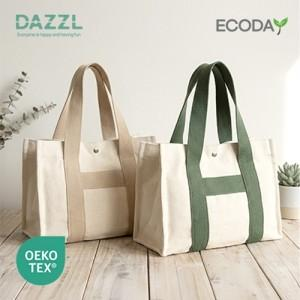 DAZZL
Everyone is happy and having fun
ECODAY
OEKO
TEX®